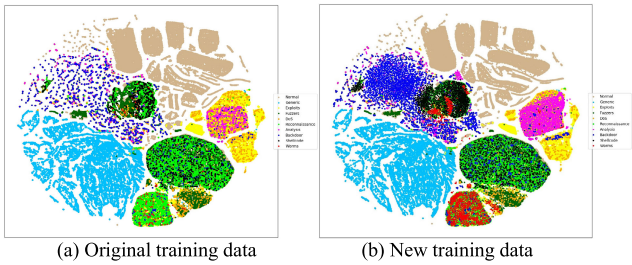 Normal
Generic
Exploits
Fuzzers
DoS
Reconnaissance
Analysis
Backdoor
Shellcode
Worms
Normal
Generic
Exploits
Fuzzers
DoS
Reconnaissance
Analysis
Backdoor
Shellcode
Worms
(a) Original training data
(b) New training data